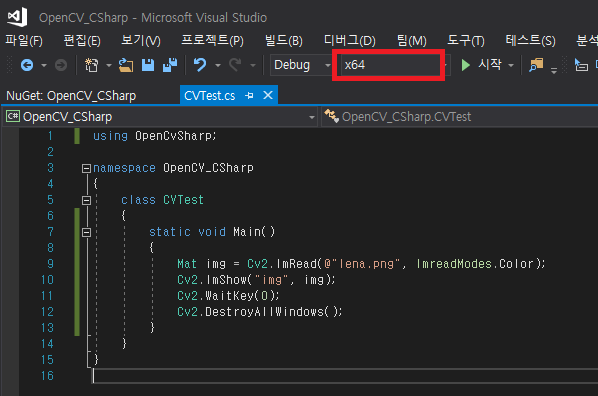 OpenCV_CSharp - Microsoft Visual Studio
파일(F) 편집(E) 보기(V) 프로젝트(P) 빌드(B) 디버그(D) 팀(M) 도구(T) 테스트(S) 분석
Debug x64 시작
NuGet: OpenCV_CSharp CVTest.cs
C# OpenCV_CSharp OpenCV_CSharp.CVTest
1 using OpenCvSharp;
2
3 namespace OpenCV_CSharp
4 {
5 class CVTest
6 {
7 static void Main()
8 {
9 Mat img = Cv2.ImRead(@"lena.png", ImreadModes.Color);
10 Cv2.ImShow("img", img);
11 Cv2.WaitKey(0);
12 Cv2.DestroyAllWindows();
13 }
14 }
15 }
16